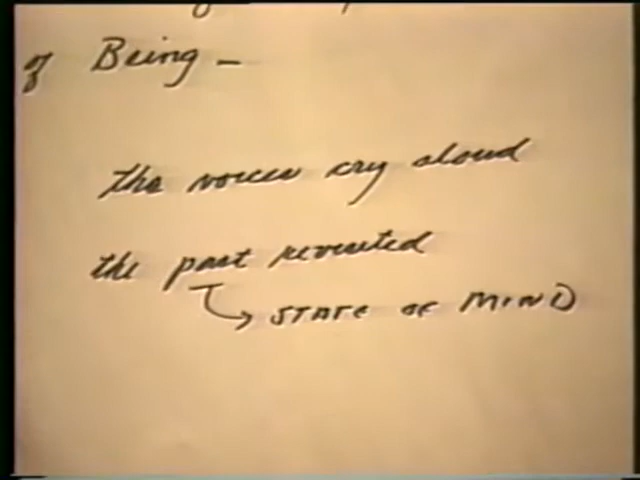 of Being –
the voices cry aloud
the past revisited
STATE OF MIND